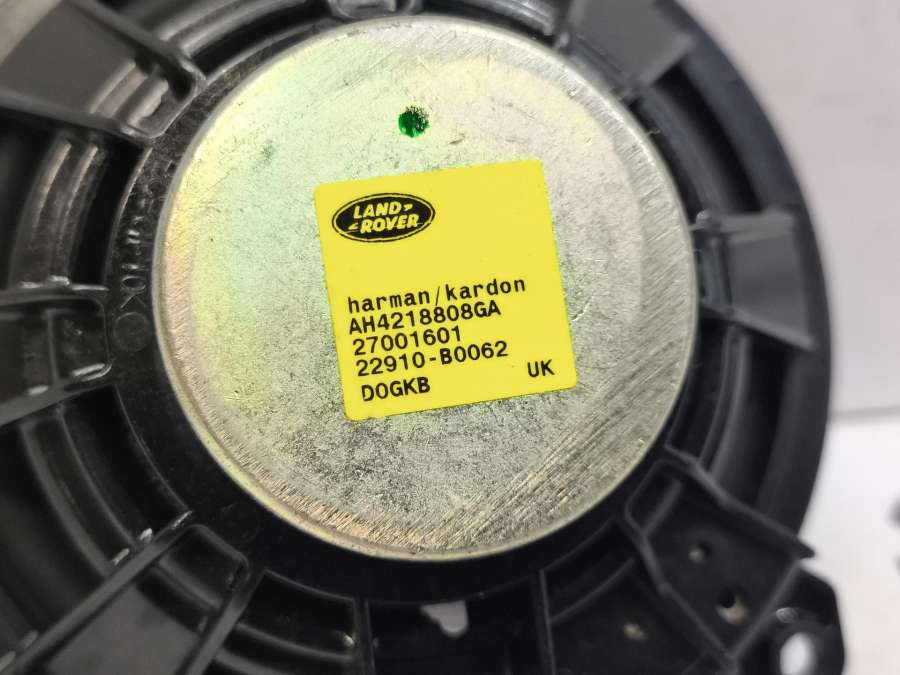 LAND
ROVER
harman/kardon
AH4218808GA
27001601
22910-B0062
D0GKB UK